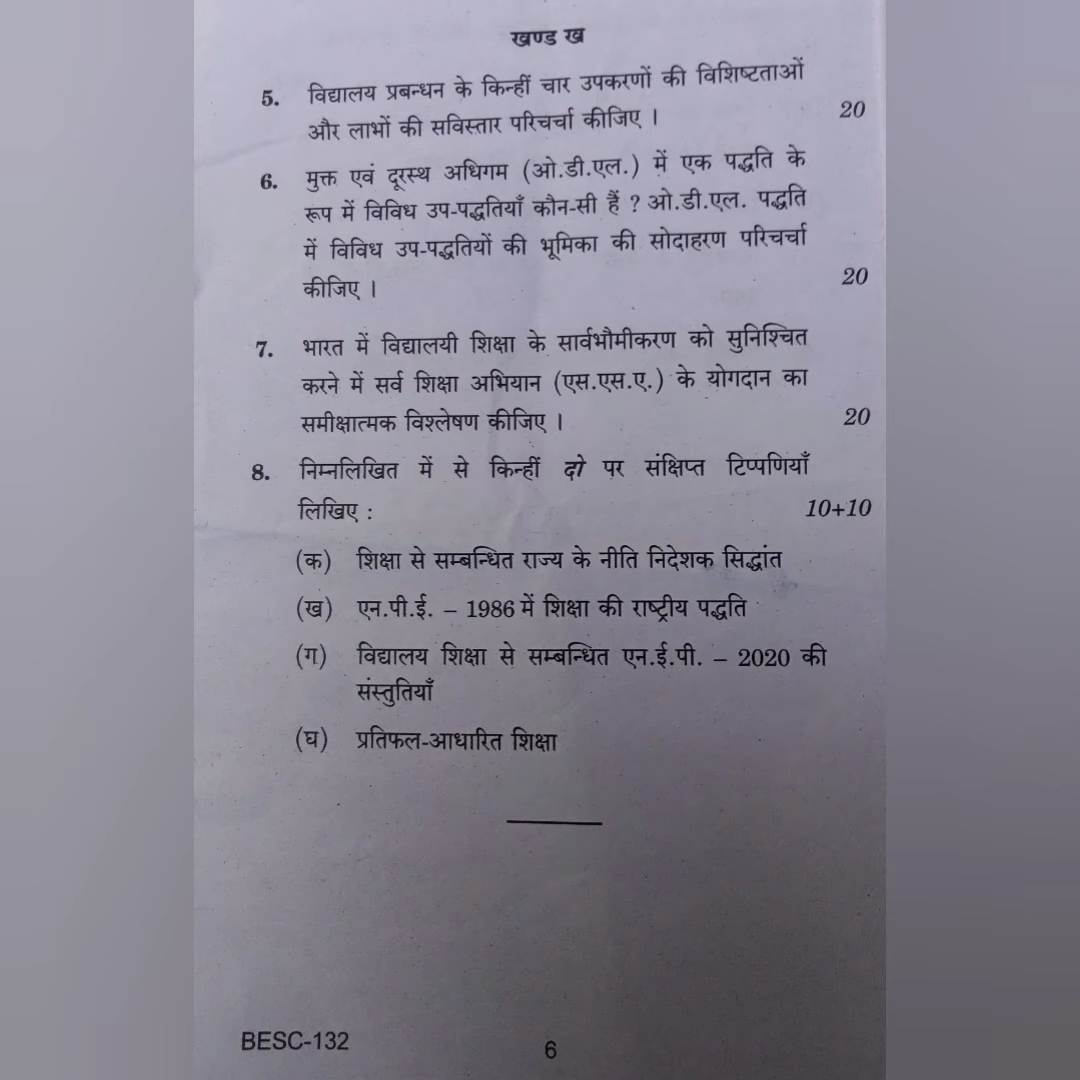 खण्ड ख
5. विद्यालय प्रबन्धन के किन्हीं चार उपकरणों की विशिष्टताओं
और लाभों की सविस्तार परिचर्चा कीजिए । 20
6. मुक्त एवं दूरस्थ अधिगम (ओ.डी.एल.) में एक पद्धति के
रूप में विविध उप-पद्धतियाँ कौन-सी हैं ? ओ.डी.एल. पद्धति
में विविध उप-पद्धतियों की भूमिका की सोदाहरण परिचर्चा
कीजिए । 20
7. भारत में विद्यालयी शिक्षा के सार्वभौमीकरण को सुनिश्चित
करने में सर्व शिक्षा अभियान (एस.एस.ए.) के योगदान का
समीक्षात्मक विश्लेषण कीजिए । 20
8. निम्नलिखित में से किन्हीं दो पर संक्षिप्त टिप्पणियाँ
लिखिए : 10+10
(क) शिक्षा से सम्बन्धित राज्य के नीति निदेशक सिद्धांत
(ख) एन.पी.ई. – 1986 में शिक्षा की राष्ट्रीय पद्धति
(ग) विद्यालय शिक्षा से सम्बन्धित एन.ई.पी. – 2020 की
संस्तुतियाँ
(घ) प्रतिफल-आधारित शिक्षा
BESC-132 6